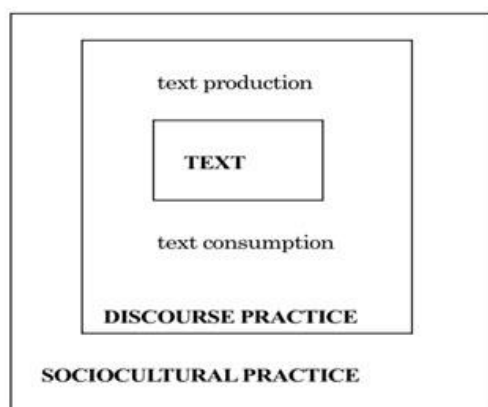 text production
TEXT
text consumption
DISCOURSE PRACTICE
SOCIOCULTURAL PRACTICE